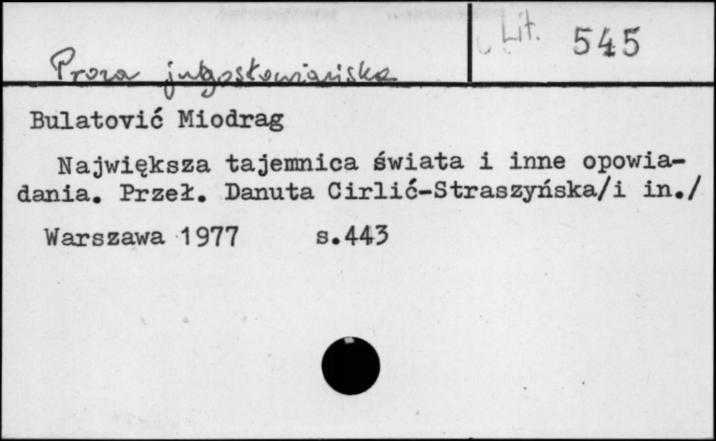 Lit. 545
Proza jugosłowiańska
Bulatović Miodrag
Największa tajemnica świata i inne opowia-
dania. Przeł. Danuta Cirlić-Straszyńska/i in./
Warszawa 1977 s.443